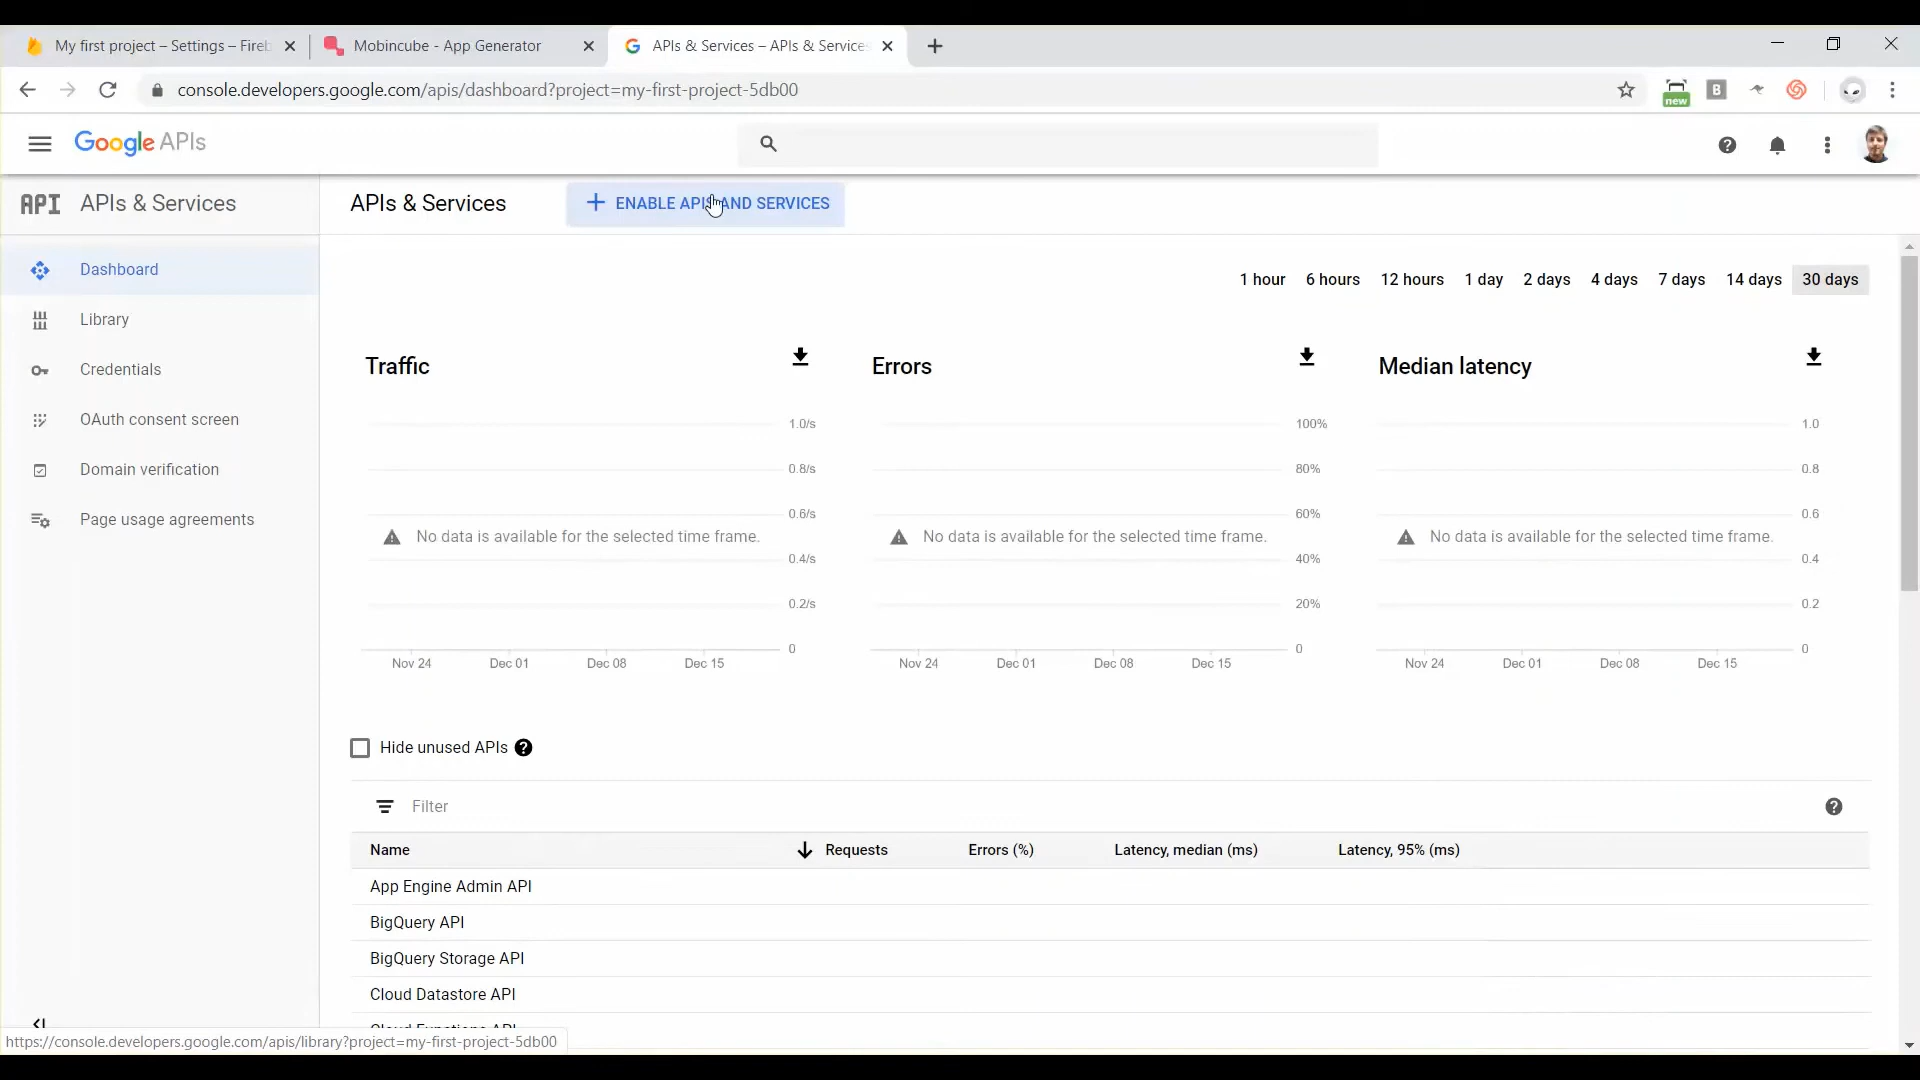 My first project – Settings – Fireb
Mobincube - App Generator
APIs & Services – APIs & Services
console.developers.google.com/apis/dashboard?project=my-first-project-5db00
new
B
Google APIs
API APIs & Services
APIs & Services
ENABLE APIS AND SERVICES
Dashboard
Library
Credentials
OAuth consent screen
Domain verification
Page usage agreements
1 hour 6 hours 12 hours 1 day 2 days 4 days 7 days 14 days 30 days
Traffic
1.0/s
0.8/s
0.6/s
No data is available for the selected time frame.
0.4/s
0.2/s
0
Nov 24 Dec 01 Dec 08 Dec 15
Errors
100%
80%
60%
No data is available for the selected time frame.
40%
20%
0
Nov 24 Dec 01 Dec 08 Dec 15
Median latency
1.0
0.8
0.6
No data is available for the selected time frame.
0.4
0.2
0
Nov 24 Dec 01 Dec 08 Dec 15
Hide unused APIs
Filter
Name Requests Errors (%) Latency, median (ms) Latency, 95% (ms)
App Engine Admin API
BigQuery API
BigQuery Storage API
Cloud Datastore API
Cloud Functions API
https://console.developers.google.com/apis/library?project=my-first-project-5db00